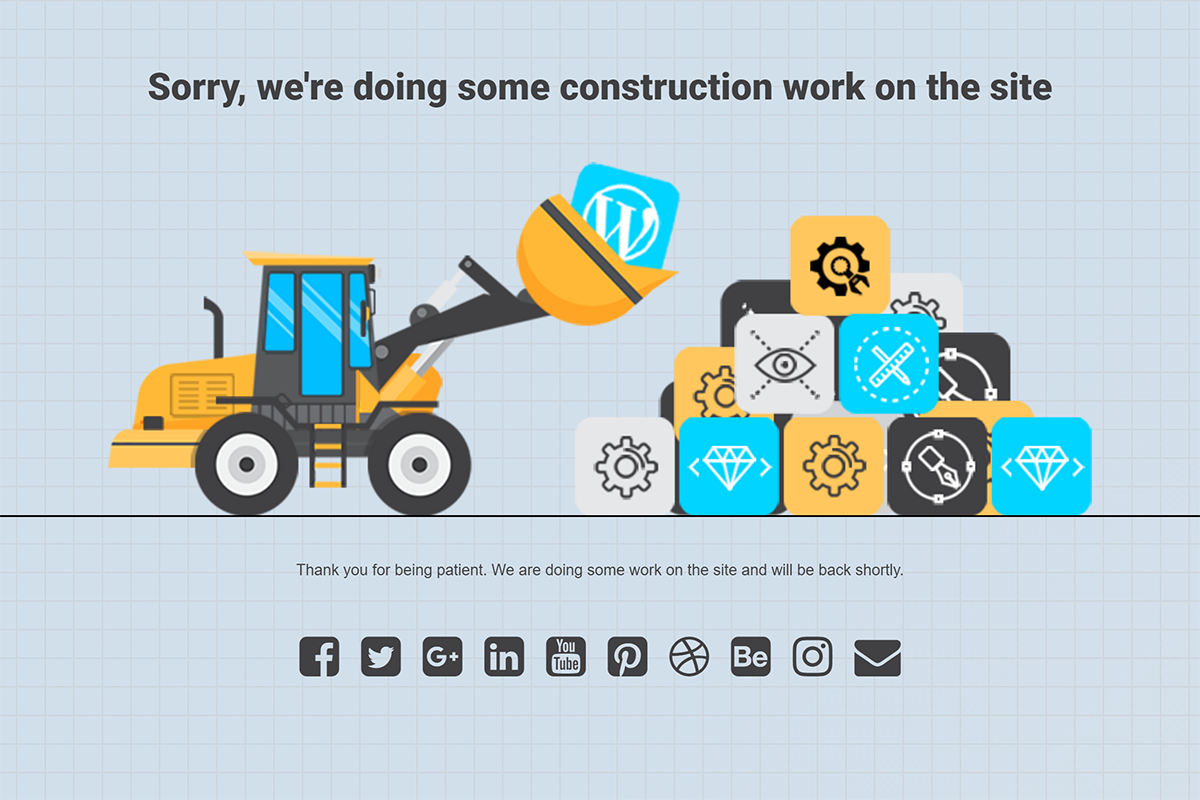 Sorry, we're doing some construction work on the site
W
Thank you for being patient. We are doing some work on the site and will be back shortly.
f G+ in You Tube Be